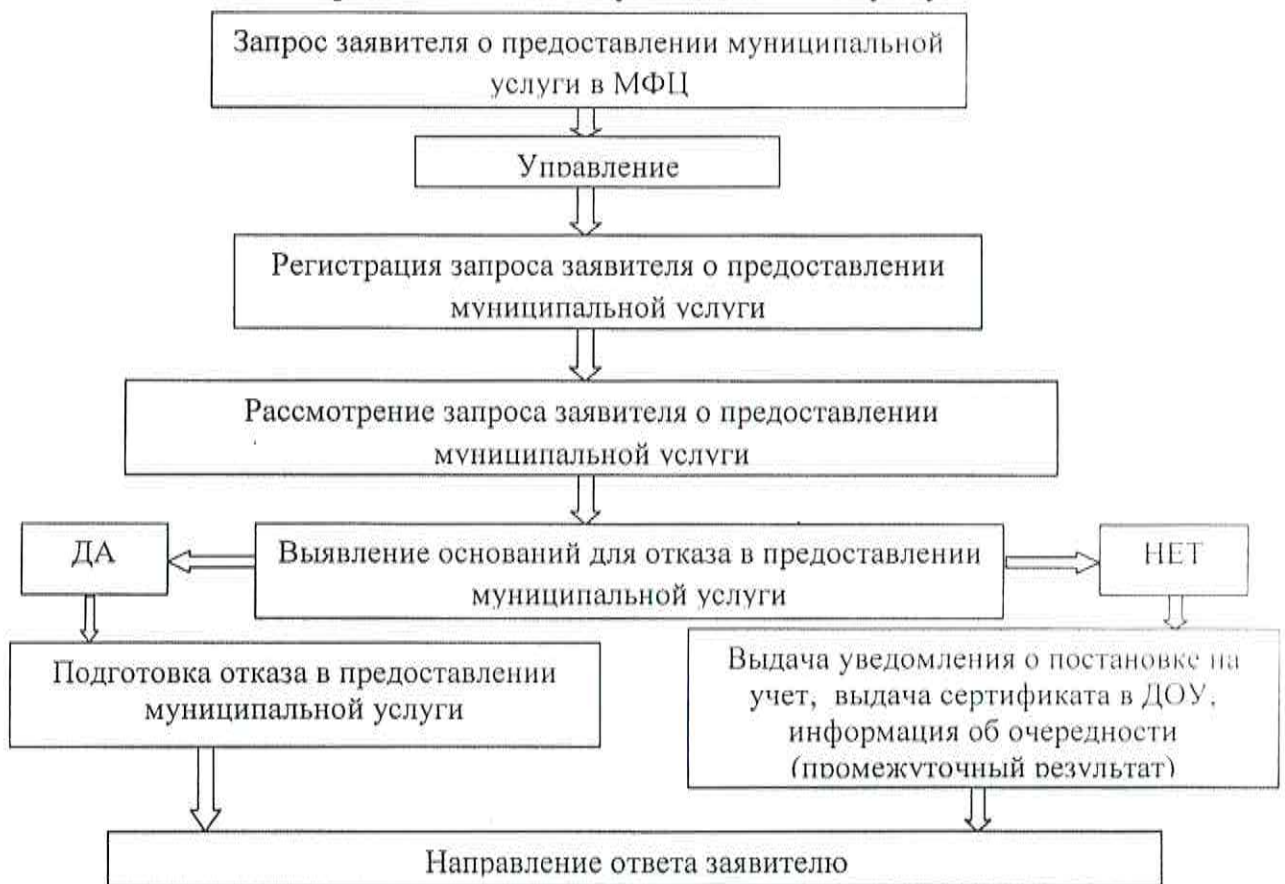 Запрос заявителя о предоставлении муниципальной
услуги в МФЦ
Управление
Регистрация запроса заявителя о предоставлении
муниципальной услуги
Рассмотрение запроса заявителя о предоставлении
муниципальной услуги
ДА
Выявление оснований для отказа в предоставлении
муниципальной услуги
НЕТ
Подготовка отказа в предоставлении
муниципальной услуги
Выдача уведомления о постановке на
учет, выдача сертификата в ДОУ,
информация об очередности
(промежуточный результат)
Направление ответа заявителю